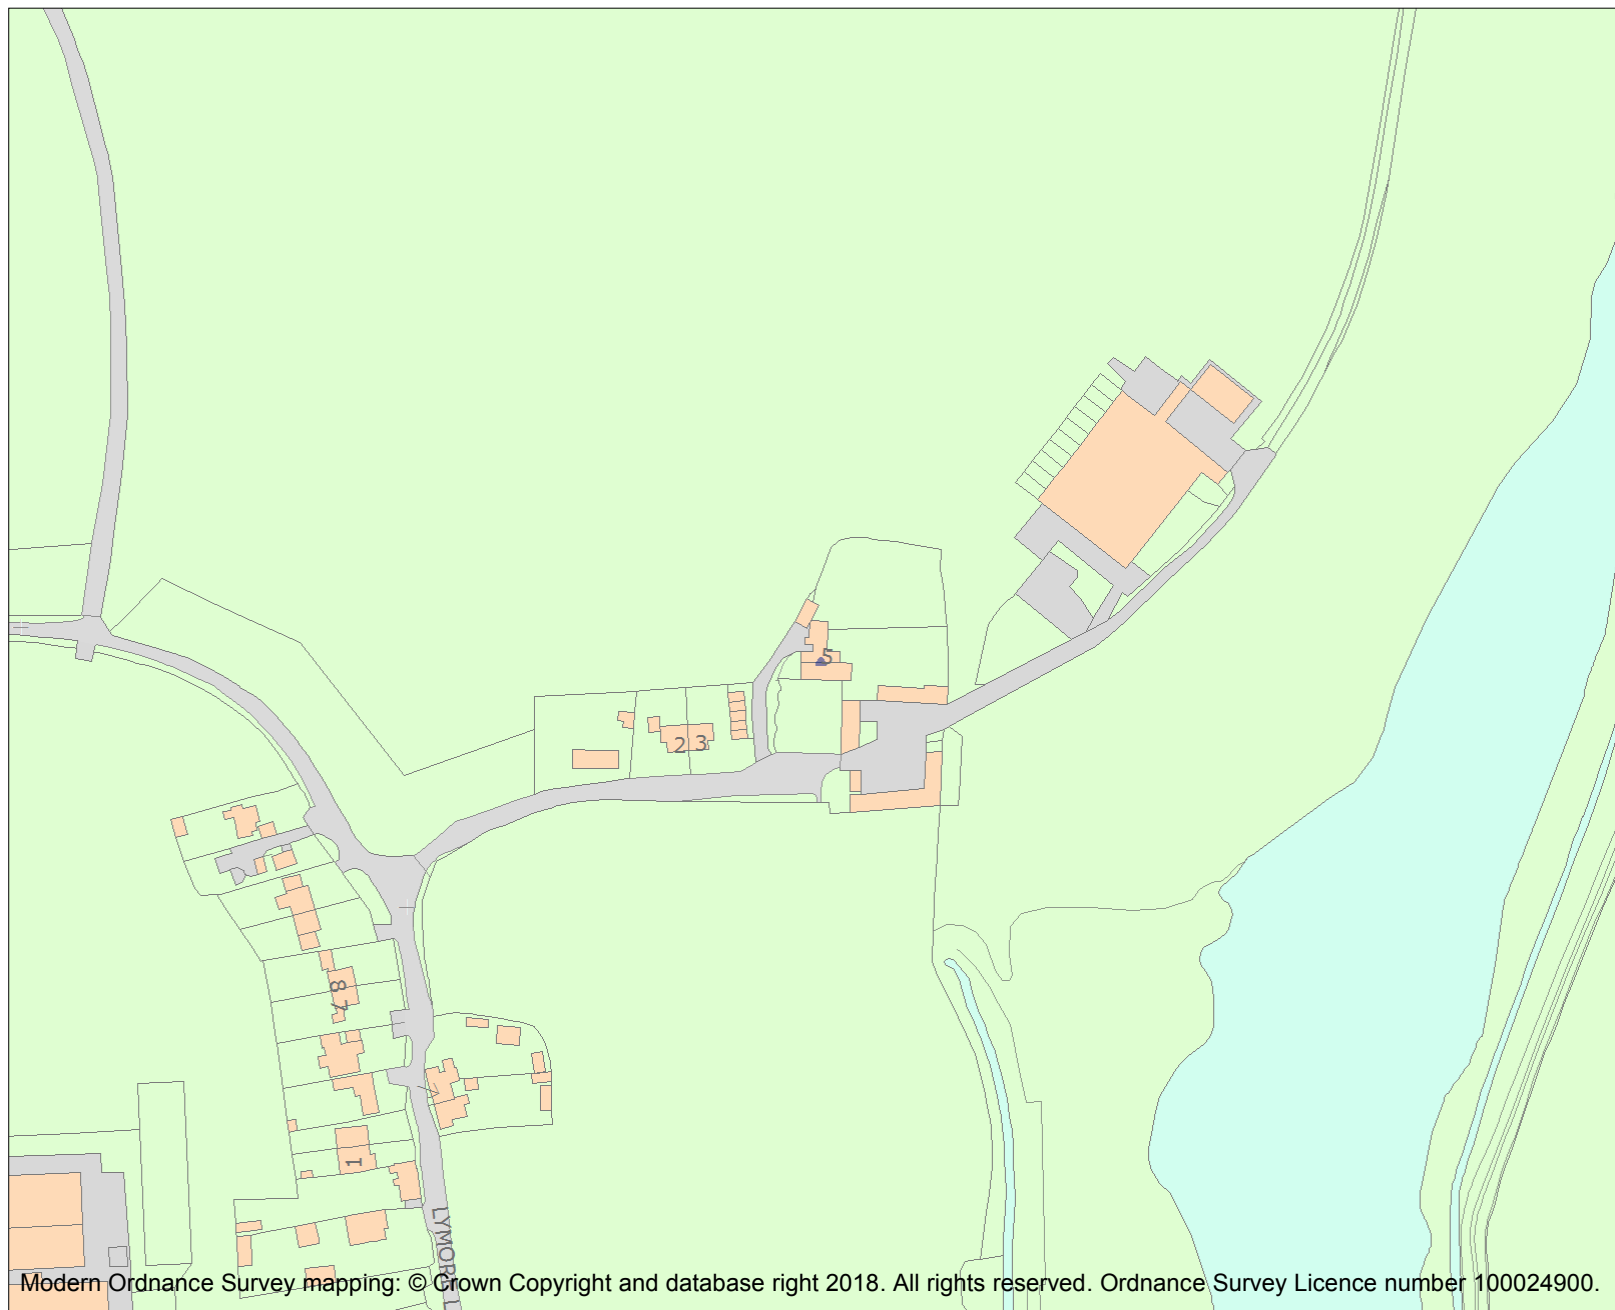 5
2 3
8
7
1
LYMORE L
Modern Ordnance Survey mapping: © Crown Copyright and database right 2018. All rights reserved. Ordnance Survey Licence number 100024900.